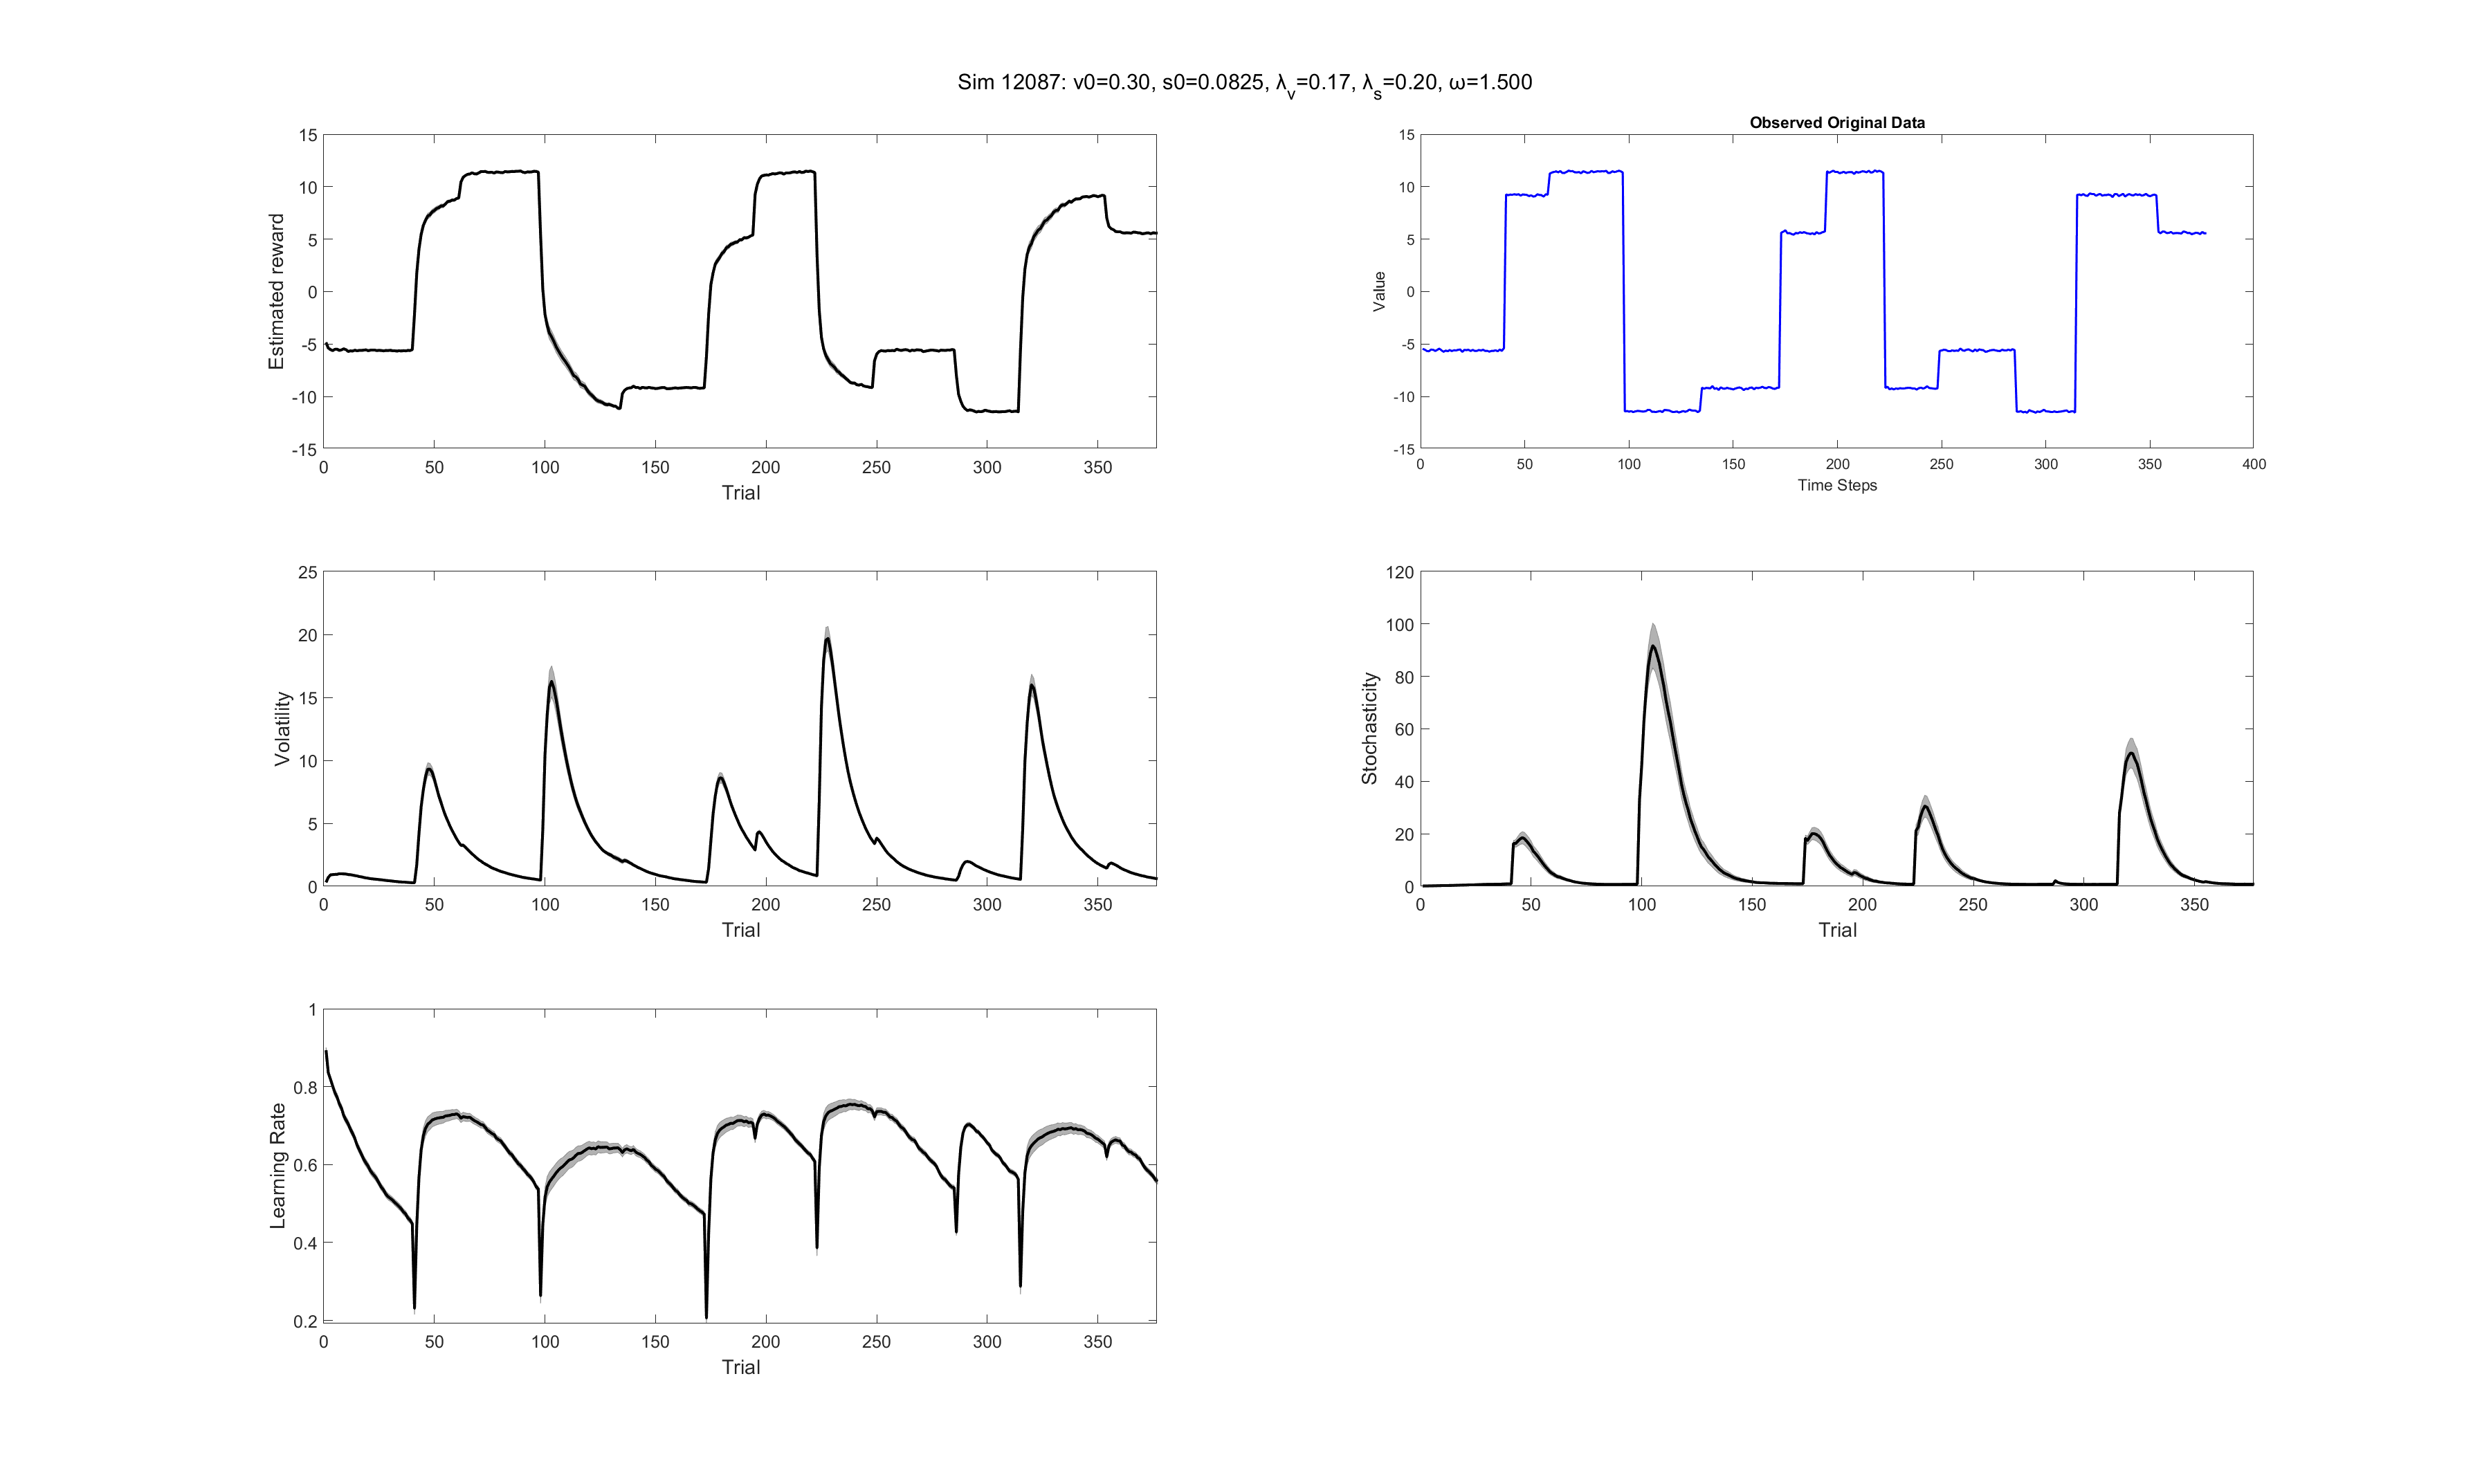 Sim 12087: v0=0.30, s0=0.0825, λv=0.17, λs=0.20, ω=1.500
15
10
5
0
-5
-10
-15
Estimated reward
0 50 100 150 200 250 300 350
Trial
Observed Original Data
15
10
5
0
-5
-10
-15
Value
0 50 100 150 200 250 300 350 400
Time Steps
25
20
15
10
5
0
Volatility
0 50 100 150 200 250 300 350
Trial
120
100
80
60
40
20
0
Stochasticity
0 50 100 150 200 250 300 350
Trial
1
0.8
0.6
0.4
0.2
Learning Rate
0 50 100 150 200 250 300 350
Trial